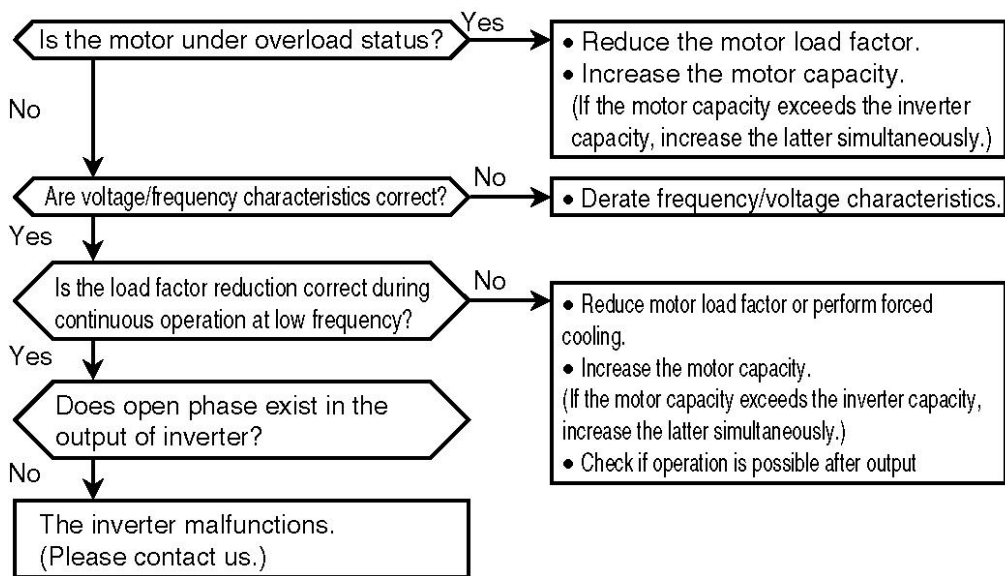 Is the motor under overload status?
Yes
• Reduce the motor load factor.
• Increase the motor capacity.
(If the motor capacity exceeds the inverter
capacity, increase the latter simultaneously.)
No
Are voltage/frequency characteristics correct?
No
• Derate frequency/voltage characteristics.
Yes
Is the load factor reduction correct during
continuous operation at low frequency?
No
• Reduce motor load factor or perform forced
cooling.
• Increase the motor capacity.
(If the motor capacity exceeds the inverter capacity,
increase the latter simultaneously.)
• Check if operation is possible after output
Yes
Does open phase exist in the
output of inverter?
No
The inverter malfunctions.
(Please contact us.)